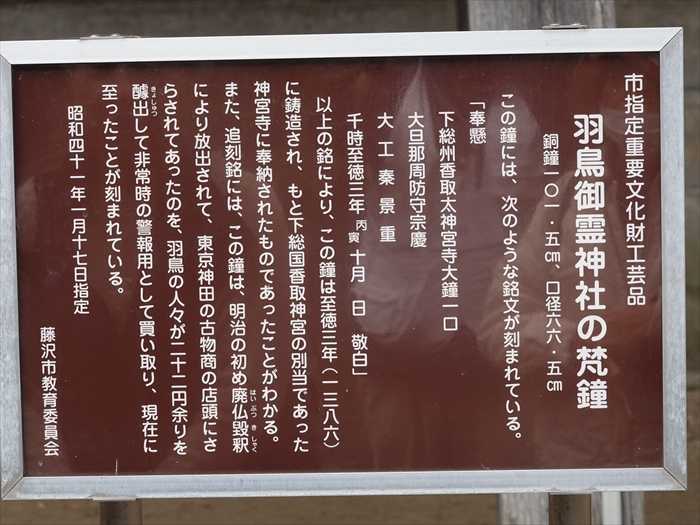 市指定重要文化財工芸品
羽鳥御霊神社の梵鐘
銅鐘一〇一・五㎝、口径六六・五㎝
この鐘には、次のような銘文が刻まれている。
「奉懸
下総州香取太神宮寺大鐘一口
大旦那周防守宗慶
大工秦景重
干時至徳三年丙寅十月　日　敬白」
以上の銘により、この鐘は至徳三年（一三八六）
に鋳造され、もと下総国香取神宮の別当であった
神宮寺に奉納されたものであったことがわかる。
また、追刻銘には、この鐘は、明治の初め廃仏毀釈
はいぶつきしゃく
により放出されて、東京神田の古物商の店頭にさ
らされてあったのを、羽鳥の人々が二十二円余りを
醵出して非常時の警報用として買い取り、現在に
きょしゅつ
至ったことが刻まれている。
昭和四十一年一月十七日指定
藤沢市教育委員会